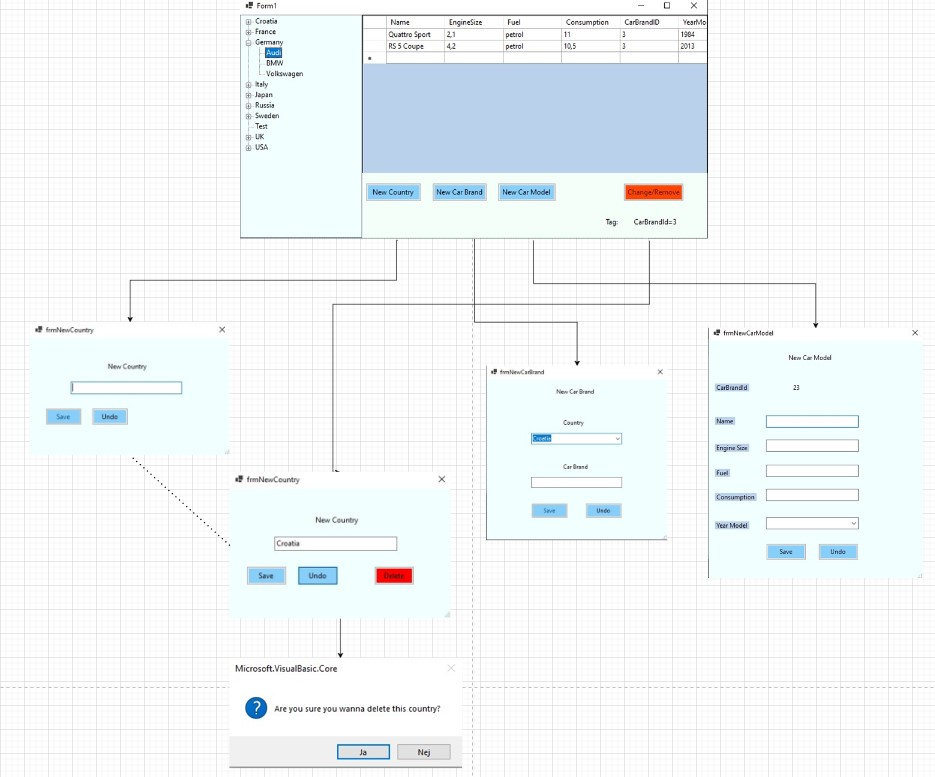 Form1
Croatia
France
Germany
Audi
BMW
Volkswagen
Italy
Japan
Russia
Sweden
Test
UK
USA
Name EngineSize Fuel Consumption CarBrandID YearMo
Quattro Sport 2,1 petrol 11 3 1984
RS 5 Coupe 4,2 petrol 10,5 3 2013
New Country New Car Brand New Car Model Change/Remove
Tag: CarBrandId=3
frmNewCountry
New Country
Save Undo
frmNewCountry
New Country
Croatia
Save Undo Delete
Microsoft.VisualBasic.Core
Are you sure you wanna delete this country?
Ja Nej
frmNewCarBrand
New Car Brand
Country
Croatia
Car Brand
Save Undo
frmNewCarModel
New Car Model
CarBrandId 23
Name
Engine Size
Fuel
Consumption
Year Model
Save Undo